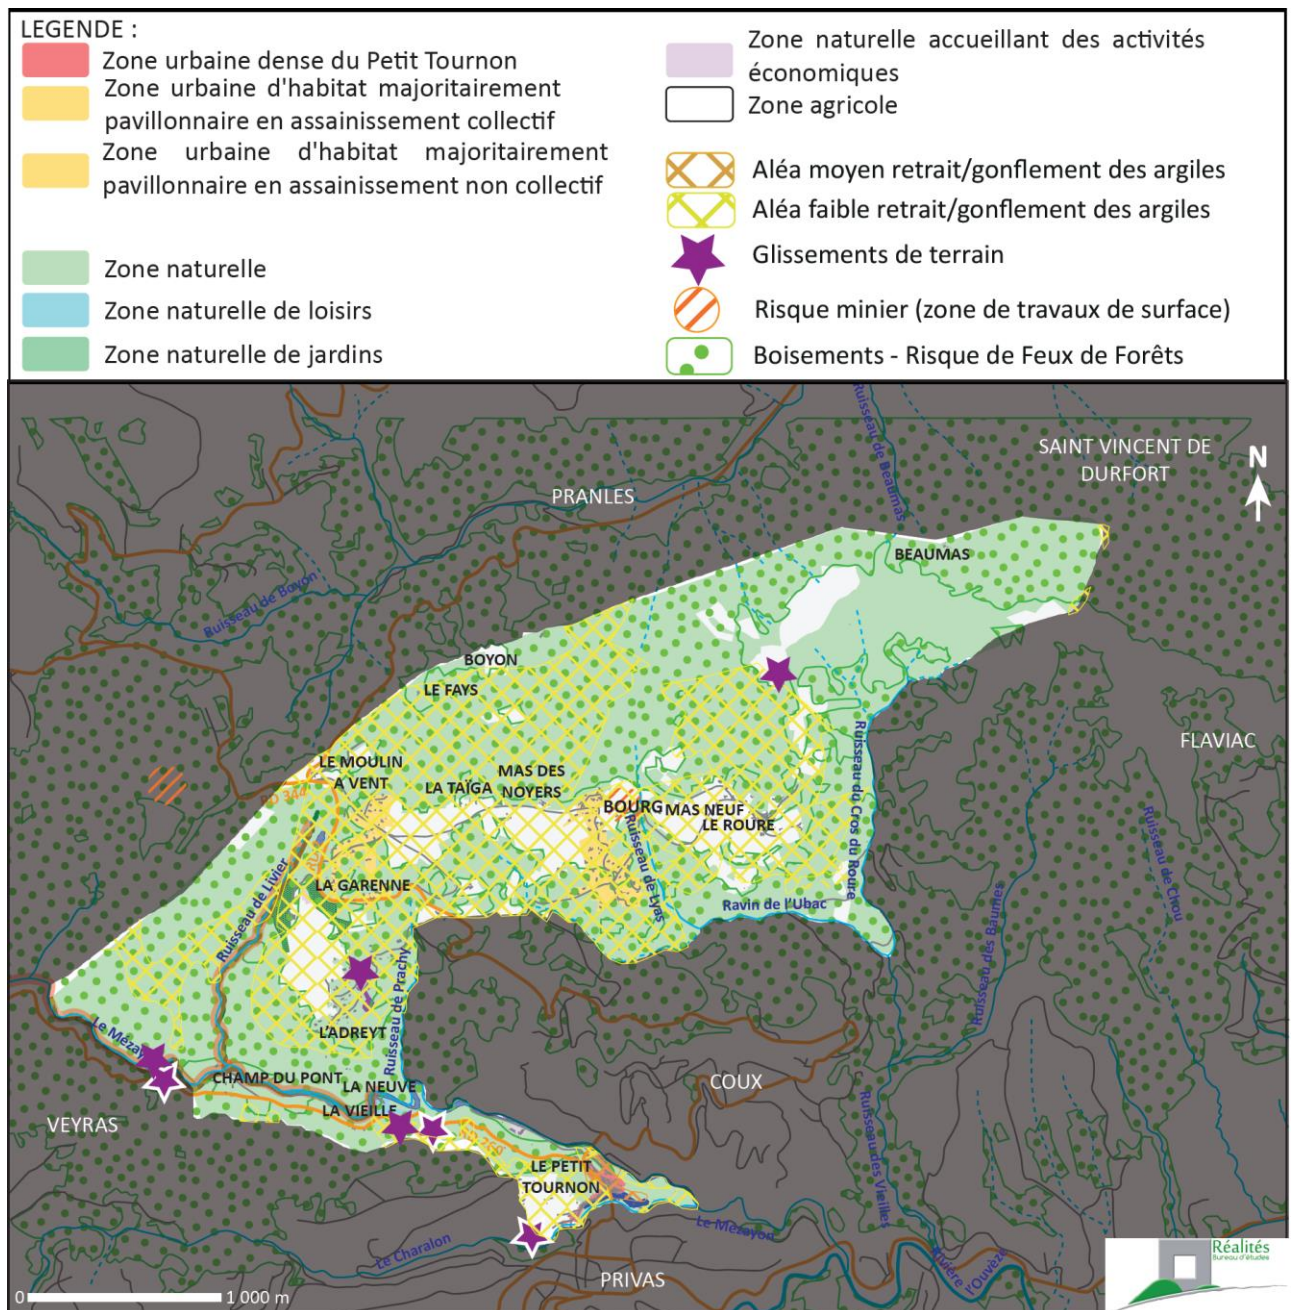 LEGENDE :
Zone urbaine dense du Petit Tournon
Zone urbaine d'habitat majoritairement
pavillonnaire en assainissement collectif
Zone urbaine d'habitat majoritairement
pavillonnaire en assainissement non collectif
Zone naturelle
Zone naturelle de loisirs
Zone naturelle de jardins
Zone naturelle accueillant des activités
économiques
Zone agricole
Aléa moyen retrait/gonflement des argiles
Aléa faible retrait/gonflement des argiles
Glissements de terrain
Risque minier (zone de travaux de surface)
Boisements - Risque de Feux de Forêts
SAINT VINCENT DE
DURFORT
N
PRANLES
Ruisseau de Beaumas
BEAUMAS
Ruisseau de Boyon
BOYON
LE FAYS
FLAVIAC
LE MOULIN
A VENT
RD 344
LA TAÏGA
MAS DES
NOYERS
BOURG
MAS NEUF
LE ROURE
Ruisseau du Cros du Roure
Ruisseau de Chou
LA GARENNE
Ruisseau de Livier
Ruisseau de Lyas
Ravin de l'Ubac
Ruisseau des Baumes
Ruisseau de Prachy
L'ADREYT
Le Mézayon
CHAMP DU PONT
LA NEUVE
LA VIEILLE
COUX
VEYRAS
Ruisseau des Vieilles
LE PETIT
TOURNON
Le Mézayon
Le Charalon
Rivière l'Ouvèze
PRIVAS
0
1 000 m
Réalités
Bureau d'études